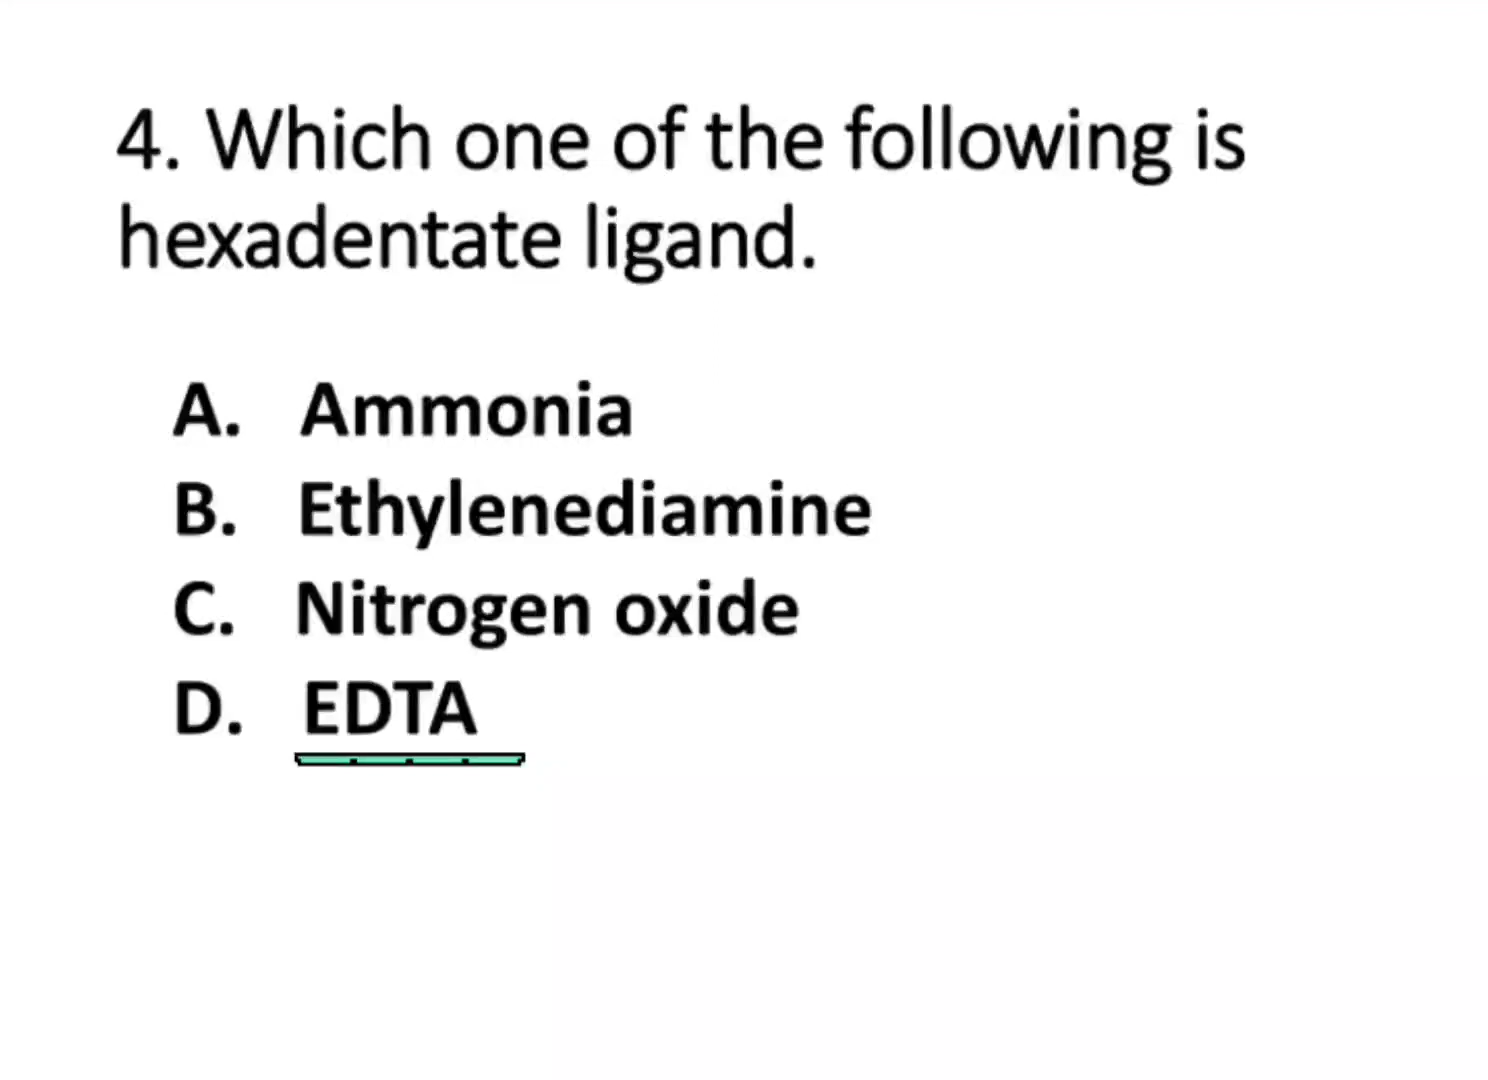 4. Which one of the following is
hexadentate ligand.
A. Ammonia
B. Ethylenediamine
C. Nitrogen oxide
D. EDTA